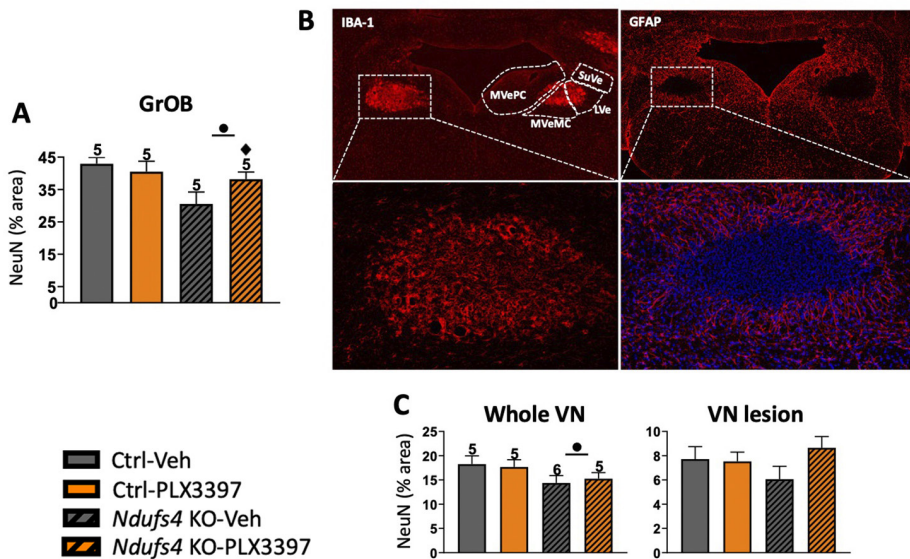 A
GrOB
NeuN (% area)
45
35
25
15
5
0
5
5
5
5
B
IBA-1
MVePC
SuVe
LVe
MVeMC
GFAP
C
Whole VN
NeuN (% area)
25
20
15
10
5
0
5
5
6
5
VN lesion
8
6
4
2
0
Ctrl-Veh
Ctrl-PLX3397
Ndufs4 KO-Veh
Ndufs4 KO-PLX3397